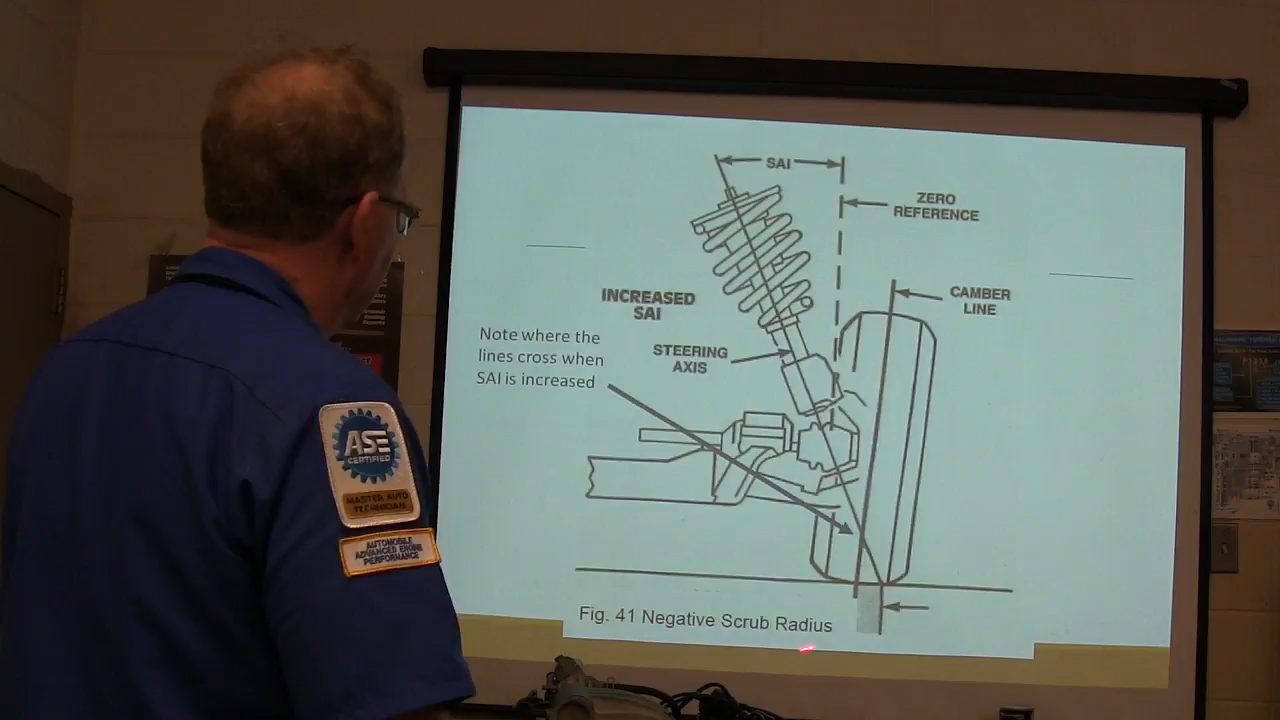 SAI
ZERO
REFERENCE
CAMBER
LINE
INCREASED
SAI
Note where the
lines cross when
SAI is increased
STEERING
AXIS
Fig. 41 Negative Scrub Radius
ASE
CERTIFIED
MASTER AUTO
TECHNICIAN
AUTOMOBILE
ADVANCED ENGINE
PERFORMANCE